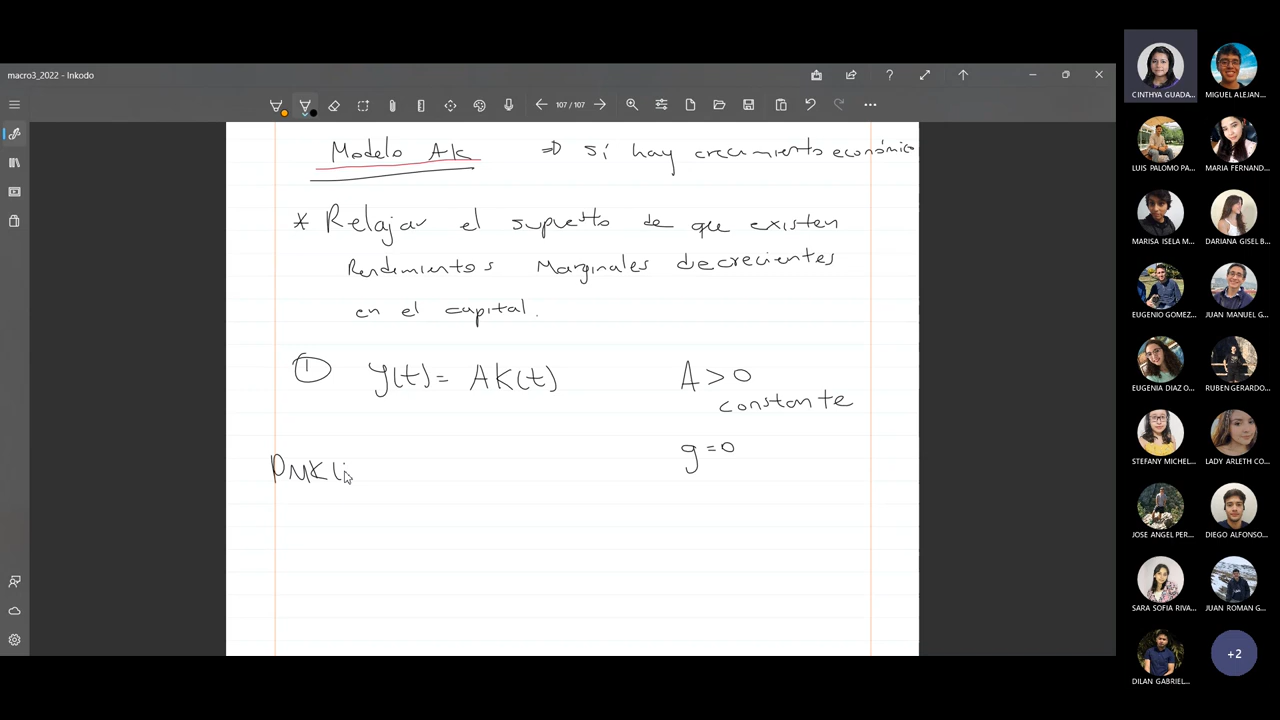 macro3_2022 - Inkodo
107 / 107
Modelo AK ⇒ Sí hay crecimiento económico
* Relajar el supuesto de que existen
Rendimientos Marginales decrecientes
en el capital.
① Y(t) = AK(t) A > 0
constante
g = 0
PMK(
CINTHYA GUADA...
MIGUEL ALEJAN...
LUIS PALOMO PA...
MARIA FERNAND...
MARISA ISELA M...
DARIANA GISEL B...
EUGENIO GOMEZ...
JUAN MANUEL G...
EUGENIA DIAZ O...
RUBEN GERARDO...
STEFANY MICHEL...
LADY ARLETH CO...
JOSE ANGEL PER...
DIEGO ALFONSO...
SARA SOFIA RIVA...
JUAN ROMAN G...
DILAN GABRIEL...
+2